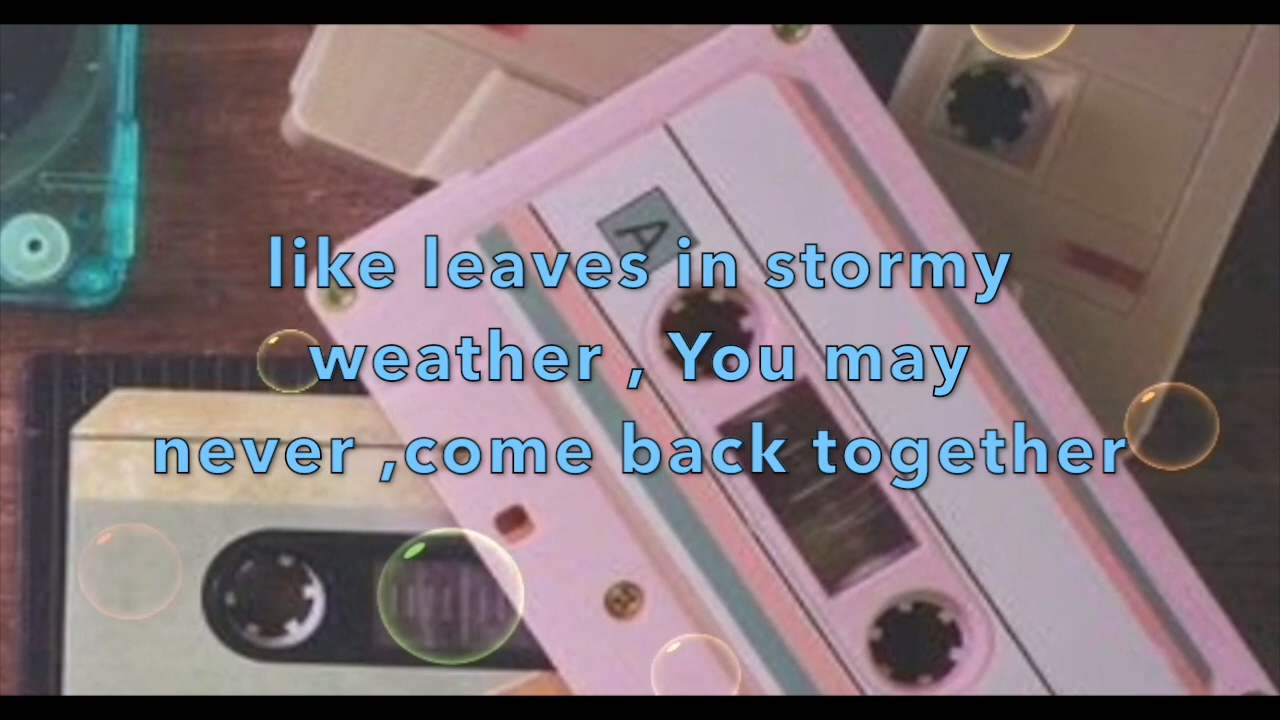 A
like leaves in stormy
weather , You may
never ,come back together